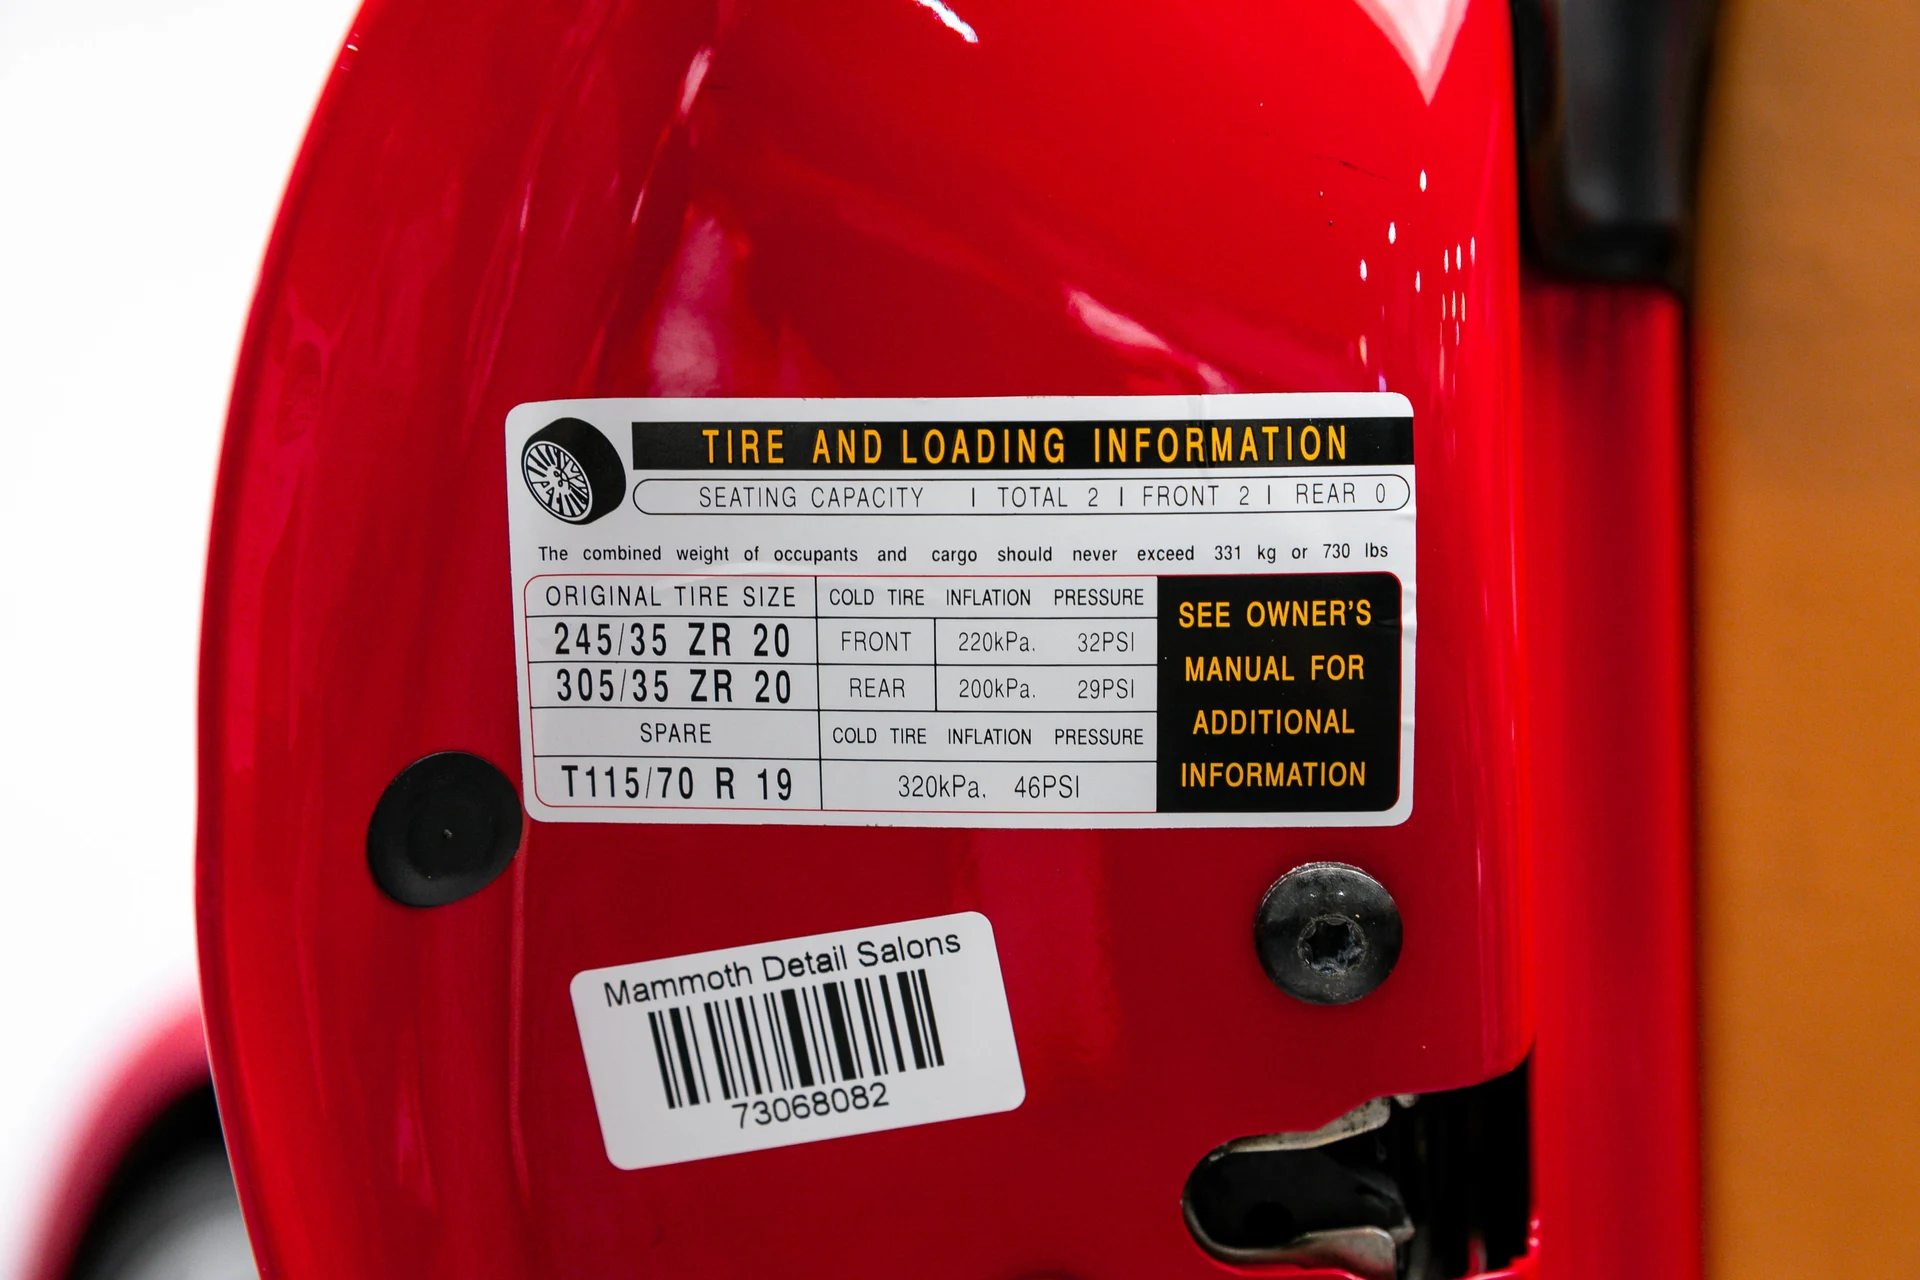 TIRE AND LOADING INFORMATION
SEATING CAPACITY | TOTAL 2 | FRONT 2 | REAR 0
The combined weight of occupants and cargo should never exceed 331 kg or 730 lbs
ORIGINAL TIRE SIZE COLD TIRE INFLATION PRESSURE
245/35 ZR 20 FRONT 220kPa. 32PSI
305/35 ZR 20 REAR 200kPa. 29PSI
SPARE COLD TIRE INFLATION PRESSURE
T115/70 R 19 320kPa. 46PSI
SEE OWNER'S
MANUAL FOR
ADDITIONAL
INFORMATION
Mammoth Detail Salons
73068082